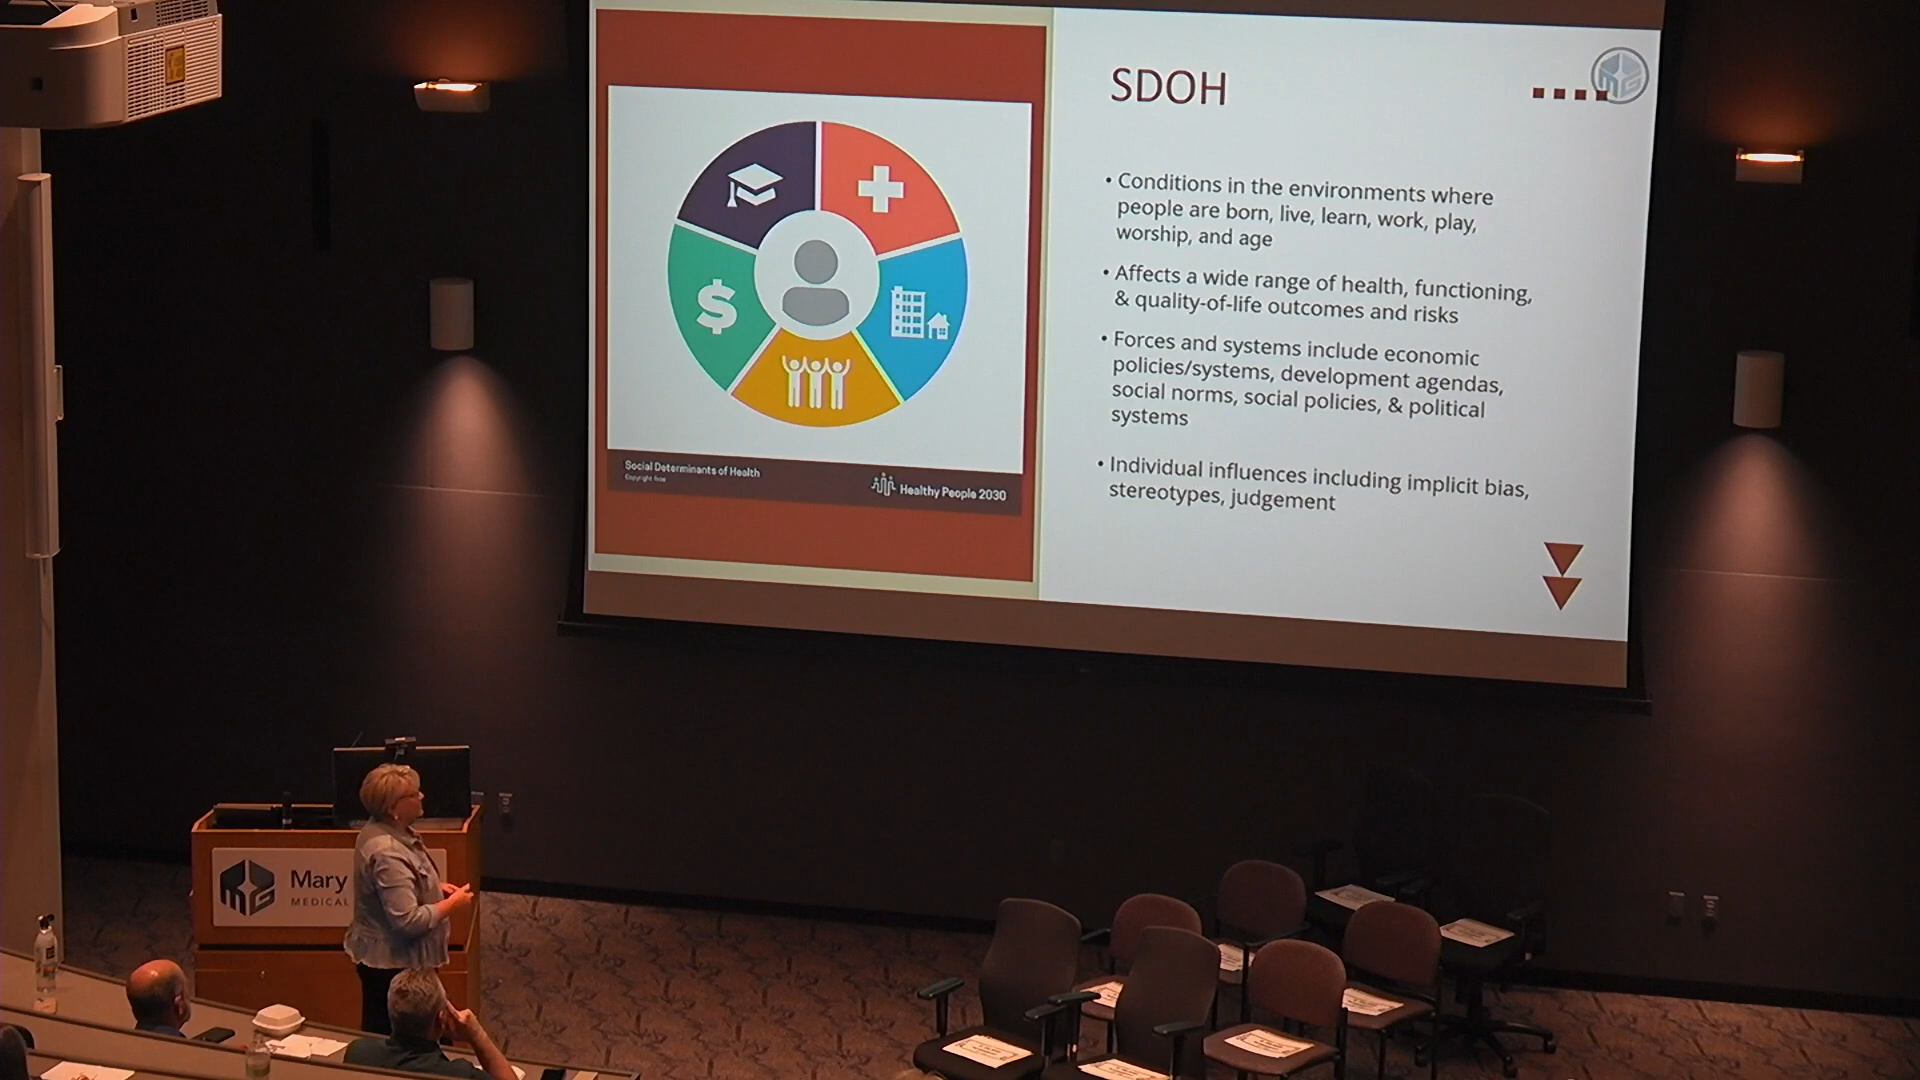 SDOH
• Conditions in the environments where
people are born, live, learn, work, play,
worship, and age
• Affects a wide range of health, functioning,
& quality-of-life outcomes and risks
• Forces and systems include economic
policies/systems, development agendas,
social norms, social policies, & political
systems
• Individual influences including implicit bias,
stereotypes, judgement
Social Determinants of Health
Copyright free
Healthy People 2030
Mary
MEDICAL